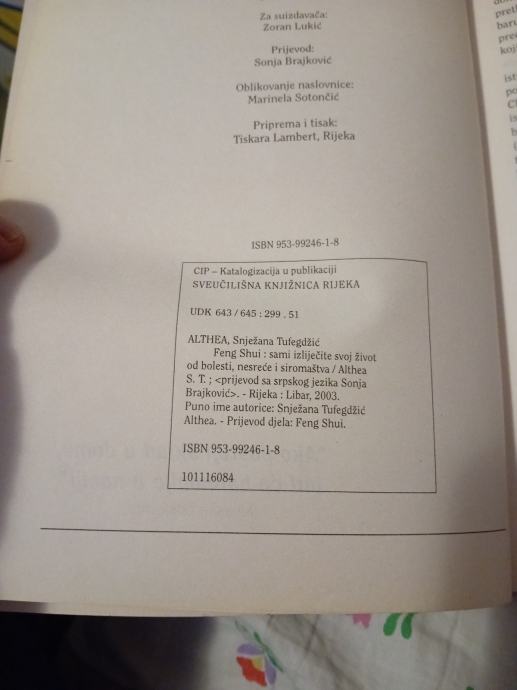 Za suizdavača:
Zoran Lukić
Prijevod:
Sonja Brajković
Oblikovanje naslovnice:
Marinela Sotončić
Priprema i tisak:
Tiskara Lambert, Rijeka
ISBN 953-99246-1-8
CIP – Katalogizacija u publikaciji
SVEUČILIŠNA KNJIŽNICA RIJEKA
UDK 643 / 645 : 299 . 51
ALTHEA, Snježana Tufegdžić
Feng Shui : sami izliječite svoj život
od bolesti, nesreće i siromaštva / Althea
S. T. ; <prijevod sa srpskog jezika Sonja
Brajković>. - Rijeka : Libar, 2003.
Puno ime autorice: Snježana Tufegdžić
Althea. - Prijevod djela: Feng Shui.
ISBN 953-99246-1-8
101116084